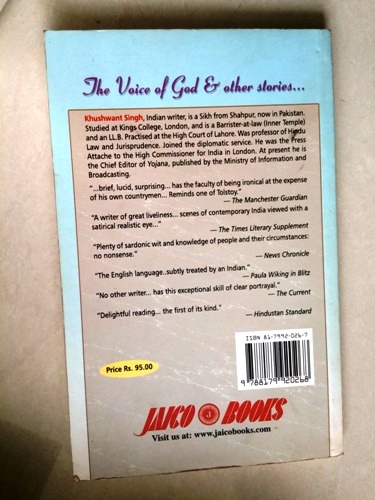 The Voice of God & other stories...
Khushwant Singh, Indian writer, is a Sikh from Shahpur, now in Pakistan.
Studied at Kings College, London, and is a Barrister-at-law (Inner Temple)
and an LL.B. Practised at the High Court of Lahore. Was professor of Hindu
Law and Jurisprudence. Joined the diplomatic service. He was the Press
Attache to the High Commissioner for India in London. At present he is
the Chief Editor of Yojana, published by the Ministry of Information and
Broadcasting.
"...brief, lucid, surprising... has the faculty of being ironical at the expense
of his own countrymen... Reminds one of Tolstoy."
— The Manchester Guardian
"A writer of great liveliness... scenes of contemporary India viewed with a
satirical realistic eye..."
— The Times Literary Supplement
"Plenty of sardonic wit and knowledge of people and their circumstances:
no nonsense."
— News Chronicle
"The English language..subtly treated by an Indian."
— Paula Wiking in Blitz
"No other writer... has this exceptional skill of clear portrayal."
— The Current
"Delightful reading... the first of its kind."
— Hindustan Standard
ISBN 81-7992-026-7
9 788179 920268
Price Rs. 95.00
JAICO BOOKS
Visit us at: www.jaicobooks.com